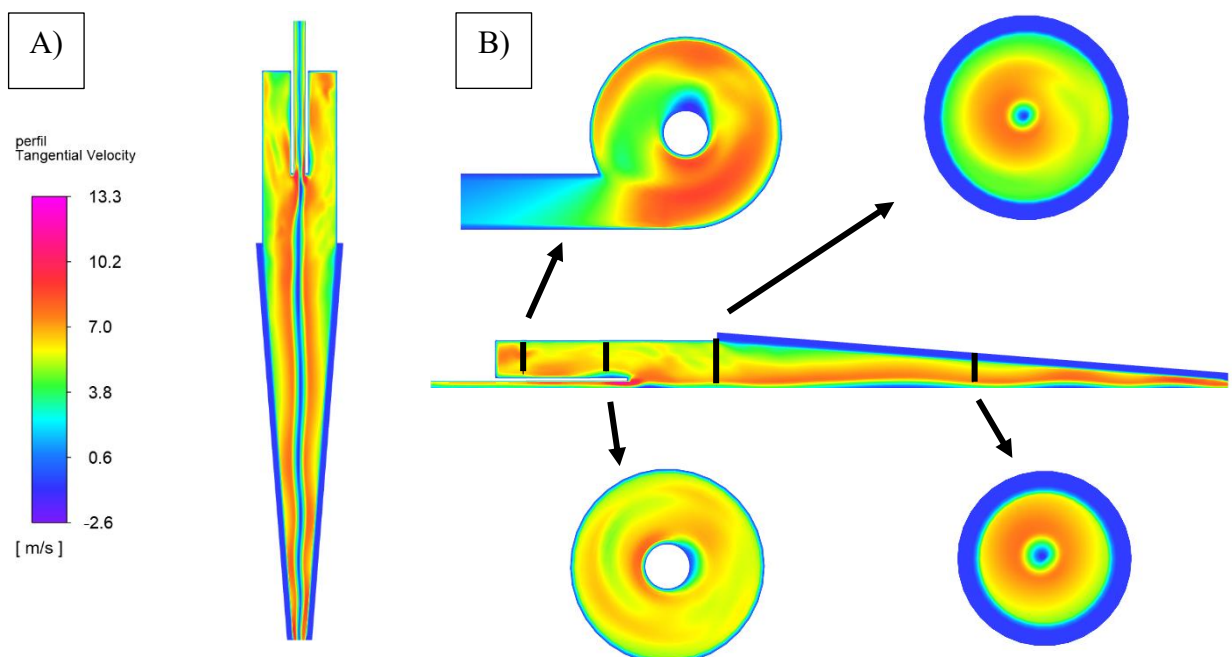 A)
B)
perfil
Tangential Velocity
13.3
10.2
7.0
3.8
0.6
-2.6
[ m/s ]